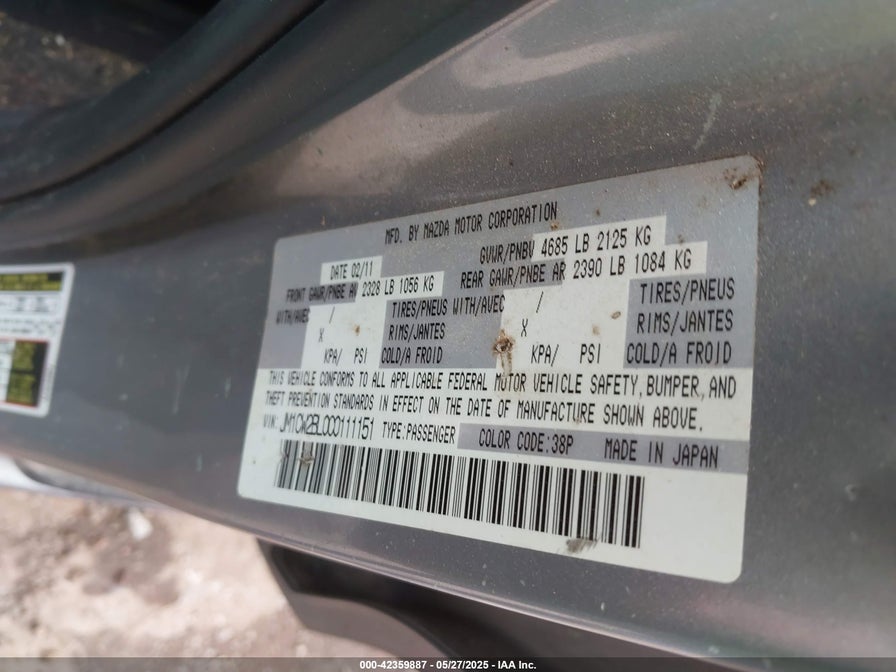 MFD. BY MAZDA MOTOR CORPORATION
DATE 02/11
GVWR/PNBV 4685 LB 2125 KG
FRONT GAWR/PNBE AV 2328 LB 1056 KG
REAR GAWR/PNBE AR 2390 LB 1084 KG
WITH/AVEC / TIRES/PNEUS WITH/AVEC / TIRES/PNEUS
X RIMS/JANTES X RIMS/JANTES
KPA/ PSI COLD/A FROID KPA/ PSI COLD/A FROID
THIS VEHICLE CONFORMS TO ALL APPLICABLE FEDERAL MOTOR VEHICLE SAFETY, BUMPER, AND
THEFT PREVENTION STANDARDS IN EFFECT ON THE DATE OF MANUFACTURE SHOWN ABOVE.
VIN: JM1CW2BL0C0111151 TYPE:PASSENGER COLOR CODE:38P MADE IN JAPAN
000-42359887 - 05/27/2025 - IAA Inc.